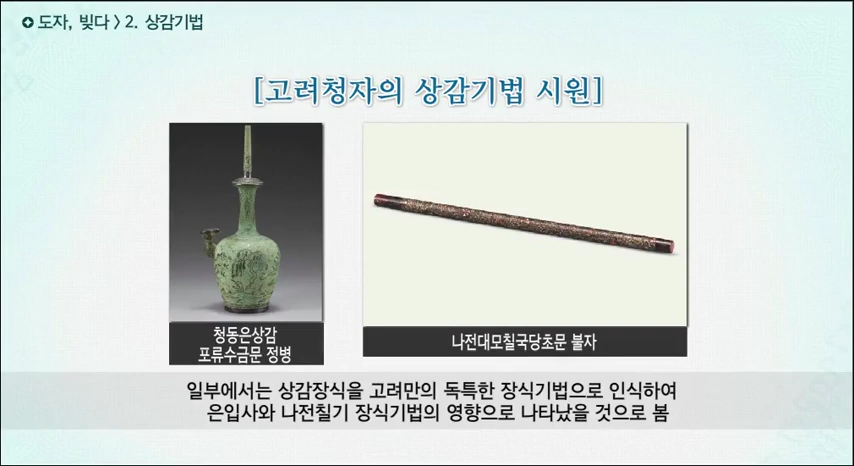 도자, 빚다 > 2. 상감기법
[고려청자의 상감기법 시원]
청동은상감
포류수금문 정병
나전대모칠국당초문 불자
일부에서는 상감장식을 고려만의 독특한 장식기법으로 인식하여
은입사와 나전칠기 장식기법의 영향으로 나타났을 것으로 봄